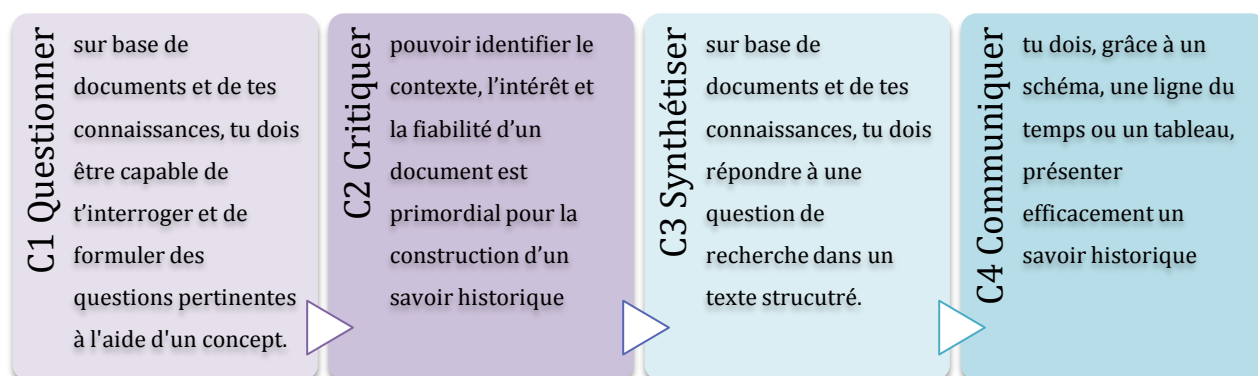 C1 Questionner
sur base de
documents et de tes
connaissances, tu dois
être capable de
t'interroger et de
formuler des
questions pertinentes
à l'aide d'un concept.
C2 Critiquer
pouvoir identifier le
contexte, l'intérêt et
la fiabilité d'un
document est
primordial pour la
construction d'un
savoir historique
C3 Synthétiser
sur base de
documents et de tes
connaissances, tu dois
répondre à une
question de
recherche dans un
texte strucutré.
C4 Communiquer
tu dois, grâce à un
schéma, une ligne du
temps ou un tableau,
présenter
efficacement un
savoir historique